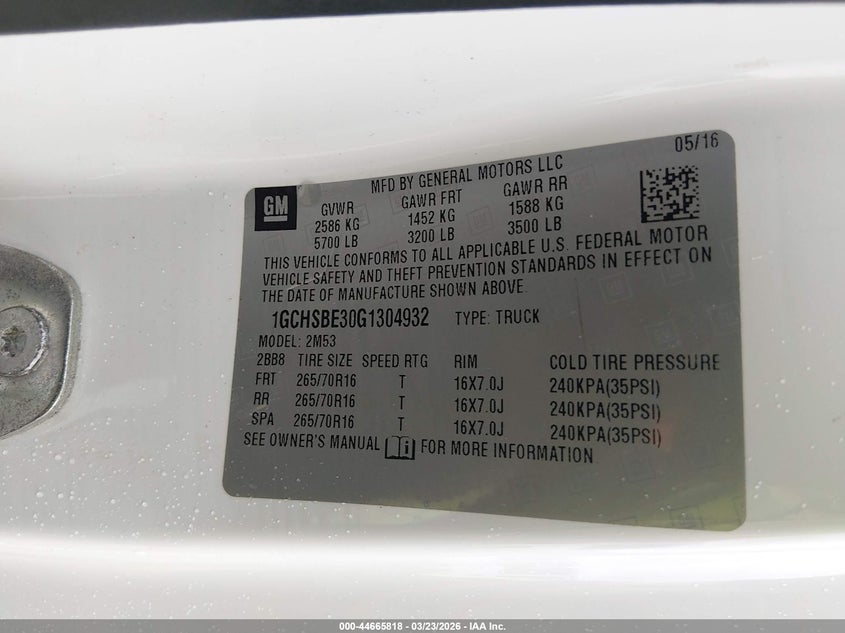 05/16
MFD BY GENERAL MOTORS LLC
GM
GVWR GAWR FRT GAWR RR
2586 KG 1452 KG 1588 KG
5700 LB 3200 LB 3500 LB
THIS VEHICLE CONFORMS TO ALL APPLICABLE U.S. FEDERAL MOTOR
VEHICLE SAFETY AND THEFT PREVENTION STANDARDS IN EFFECT ON
THE DATE OF MANUFACTURE SHOWN ABOVE.
1GCHSBE30G1304932 TYPE: TRUCK
MODEL: 2M53
2BB8 TIRE SIZE SPEED RTG RIM COLD TIRE PRESSURE
FRT 265/70R16 T 16X7.0J 240KPA(35PSI)
RR 265/70R16 T 16X7.0J 240KPA(35PSI)
SPA 265/70R16 T 16X7.0J 240KPA(35PSI)
SEE OWNER'S MANUAL FOR MORE INFORMATION
000-44665818 - 03/23/2026 - IAA Inc.